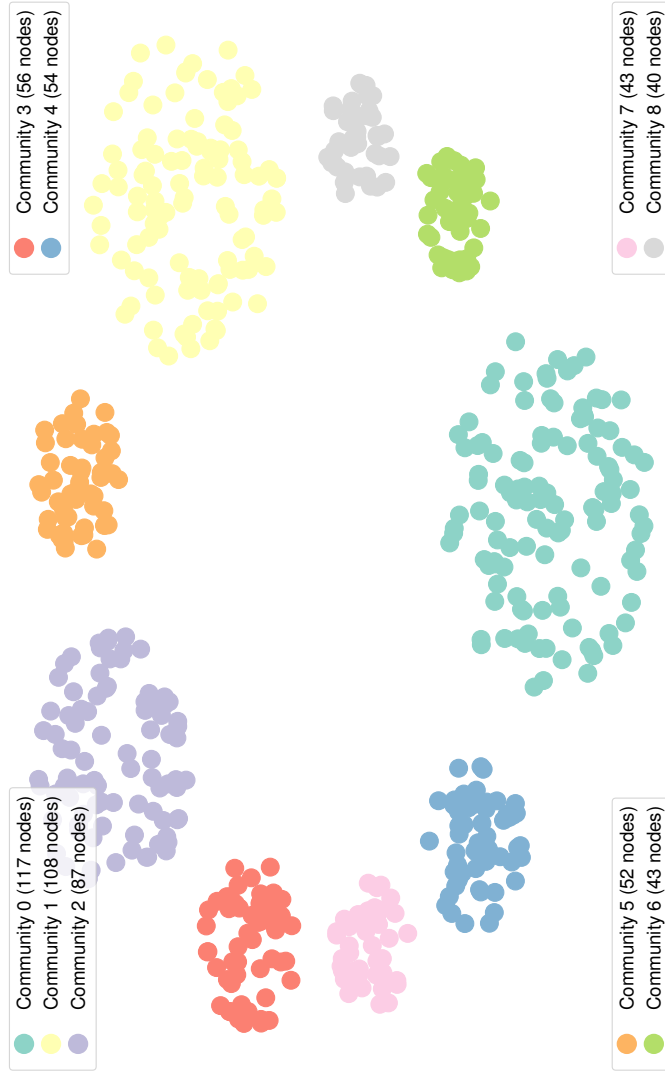 Community 0 (117 nodes)
Community 1 (108 nodes)
Community 2 (87 nodes)
Community 3 (56 nodes)
Community 4 (54 nodes)
Community 5 (52 nodes)
Community 6 (43 nodes)
Community 7 (43 nodes)
Community 8 (40 nodes)